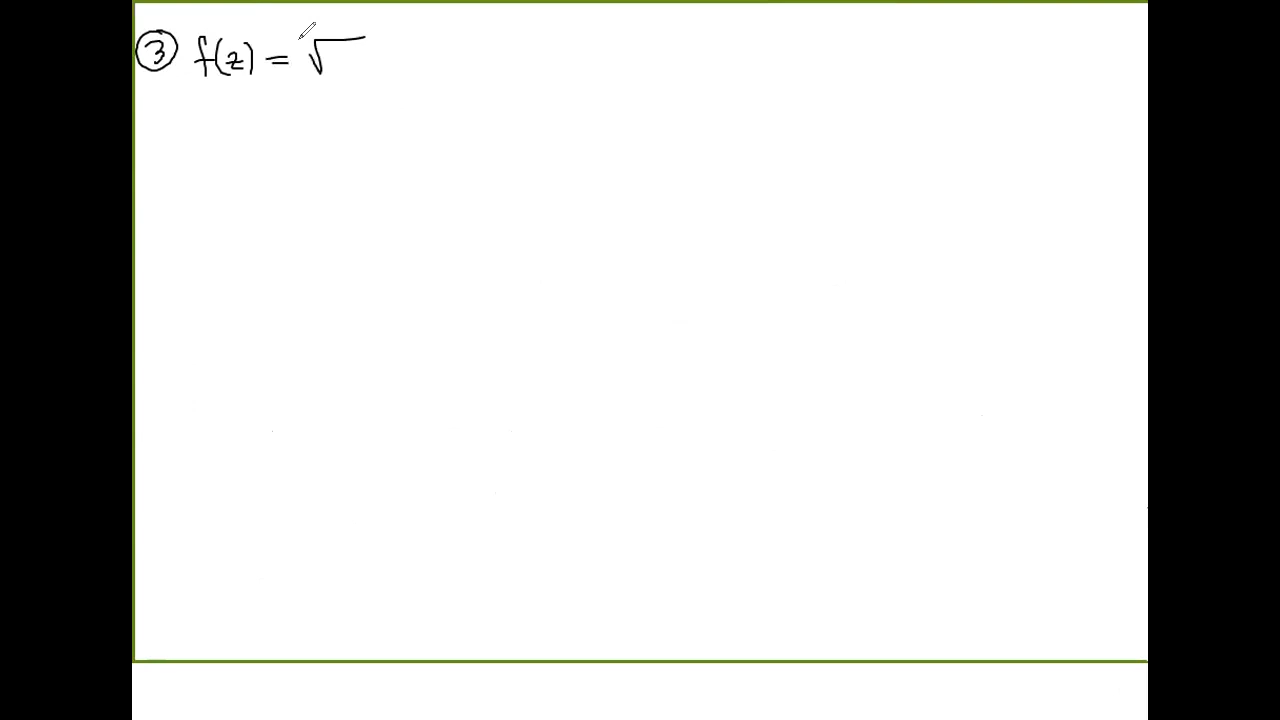 ③ f(z) = √